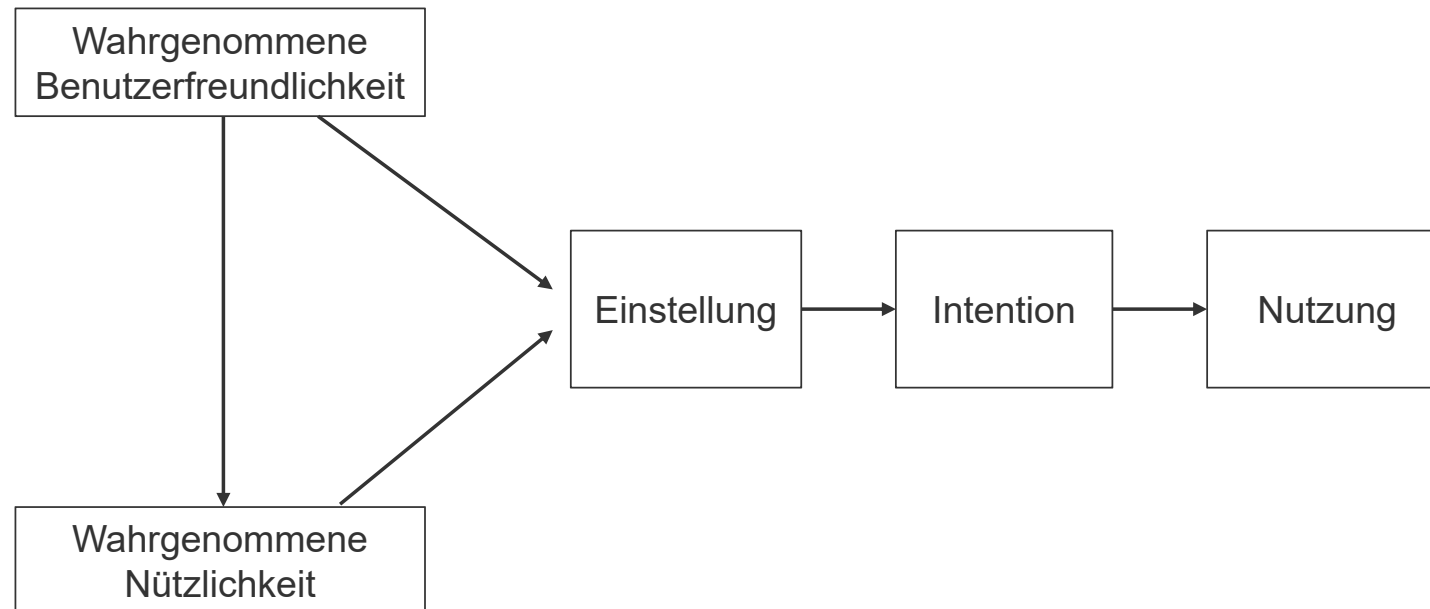 Wahrgenommene
Benutzerfreundlichkeit
Einstellung
Intention
Nutzung
Wahrgenommene
Nützlichkeit